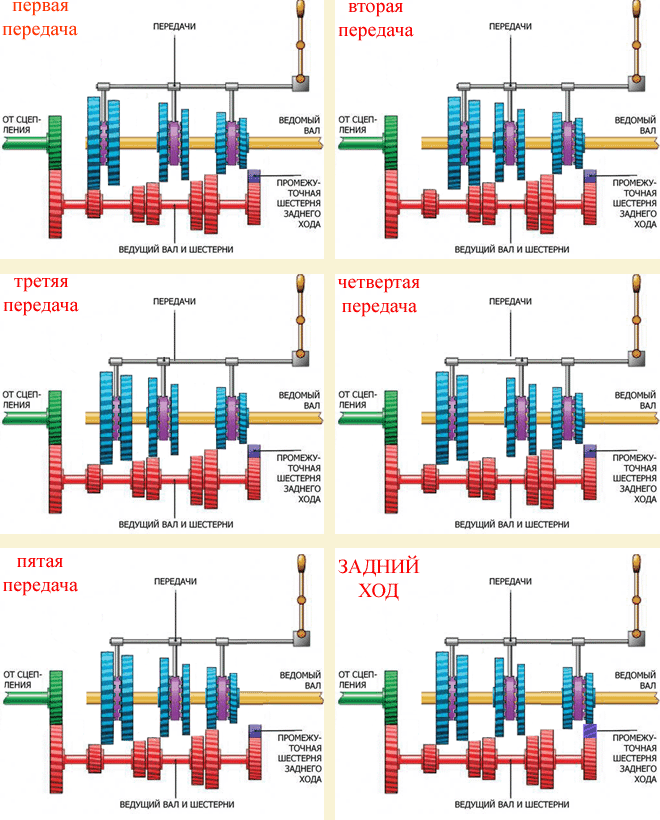 первая
передача
ПЕРЕДАЧИ
ОТ СЦЕП-
ЛЕНИЯ
ВЕДОМЫЙ
ВАЛ
ПРОМЕЖУ-
ТОЧНАЯ
ШЕСТЕРНЯ
ЗАДНЕГО
ХОДА
ВЕДУЩИЙ ВАЛ И ШЕСТЕРНИ
вторая
передача
ПЕРЕДАЧИ
ОТ СЦЕП-
ЛЕНИЯ
ВЕДОМЫЙ
ВАЛ
ПРОМЕЖУ-
ТОЧНАЯ
ШЕСТЕРНЯ
ЗАДНЕГО
ХОДА
ВЕДУЩИЙ ВАЛ И ШЕСТЕРНИ
третяя
передача
ПЕРЕДАЧИ
ОТ СЦЕП-
ЛЕНИЯ
ВЕДОМЫЙ
ВАЛ
ПРОМЕЖУ-
ТОЧНАЯ
ШЕСТЕРНЯ
ЗАДНЕГО
ХОДА
ВЕДУЩИЙ ВАЛ И ШЕСТЕРНИ
четвертая
передача
ПЕРЕДАЧИ
ОТ СЦЕП-
ЛЕНИЯ
ВЕДОМЫЙ
ВАЛ
ПРОМЕЖУ-
ТОЧНАЯ
ШЕСТЕРНЯ
ЗАДНЕГО
ХОДА
ВЕДУЩИЙ ВАЛ И ШЕСТЕРНИ
пятая
передача
ПЕРЕДАЧИ
ОТ СЦЕП-
ЛЕНИЯ
ВЕДОМЫЙ
ВАЛ
ПРОМЕЖУ-
ТОЧНАЯ
ШЕСТЕРНЯ
ЗАДНЕГО
ХОДА
ВЕДУЩИЙ ВАЛ И ШЕСТЕРНИ
ЗАДНИЙ
ХОД
ПЕРЕДАЧИ
ОТ СЦЕП-
ЛЕНИЯ
ВЕДОМЫЙ
ВАЛ
ПРОМЕЖУ-
ТОЧНАЯ
ШЕСТЕРНЯ
ЗАДНЕГО
ХОДА
ВЕДУЩИЙ ВАЛ И ШЕСТЕРНИ